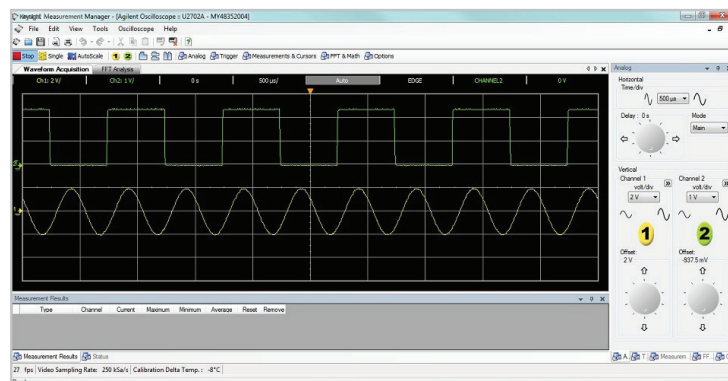 Keysight Measurement Manager - [Agilent Oscilloscope :: U2702A - MY48352004]
File Edit View Tools Oscilloscope Help
Stop Single AutoScale 1 2 Analog Trigger Measurements & Cursors FFT & Math Options
Waveform Acquisition FFT Analysis
Ch1: 2 V/ Ch2: 1 V/ 0 s 500 µs/ Auto EDGE CHANNEL2 0 V
Analog
Horizontal
Time/div
500 µs
Delay : 0 s Mode
Main
Vertical
Channel 1 Channel 2
volt/div volt/div
2 V 1 V
1 2
Offset: Offset:
2 V -937.5 mV
Measurement Results
Type Channel Current Maximum Minimum Average Reset Remove
Measurement Results Status
A.. T.. Measurem.. FF..
27 fps Video Sampling Rate: 250 kSa/s Calibration Delta Temp. : -8°C